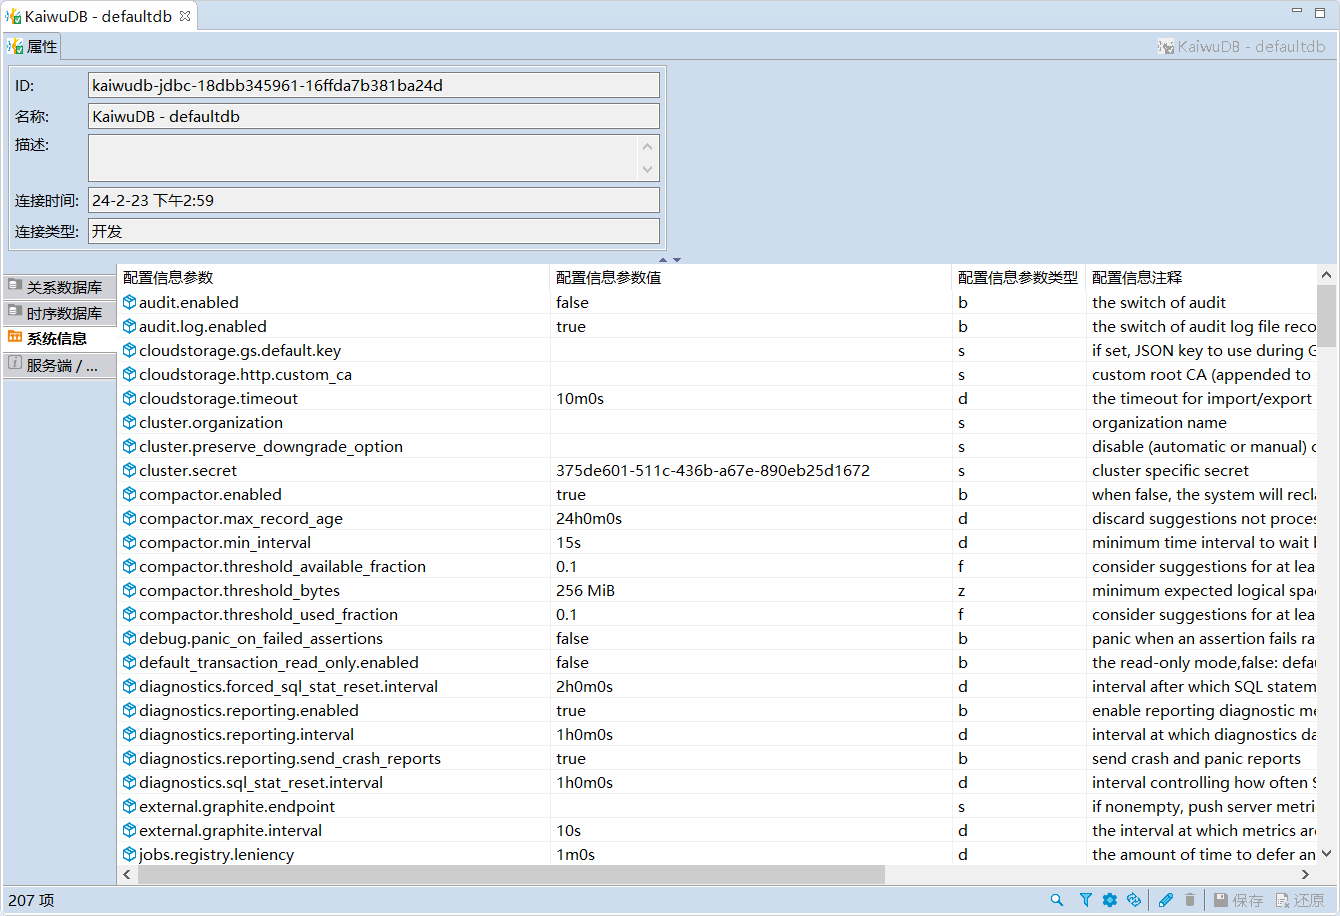 KaiwuDB - defaultdb
属性
KaiwuDB - defaultdb
ID: kaiwudb-jdbc-18dbb345961-16ffda7b381ba24d
名称: KaiwuDB - defaultdb
描述:
连接时间: 24-2-23 下午2:59
连接类型: 开发
关系数据库
时序数据库
系统信息
服务端 / ...
配置信息参数 配置信息参数值 配置信息参数类型 配置信息注释
audit.enabled false b the switch of audit
audit.log.enabled true b the switch of audit log file reco
cloudstorage.gs.default.key s if set, JSON key to use during G
cloudstorage.http.custom_ca s custom root CA (appended to
cloudstorage.timeout 10m0s d the timeout for import/export
cluster.organization s organization name
cluster.preserve_downgrade_option s disable (automatic or manual) c
cluster.secret 375de601-511c-436b-a67e-890eb25d1672 s cluster specific secret
compactor.enabled true b when false, the system will recla
compactor.max_record_age 24h0m0s d discard suggestions not proces
compactor.min_interval 15s d minimum time interval to wait l
compactor.threshold_available_fraction 0.1 f consider suggestions for at lea
compactor.threshold_bytes 256 MiB z minimum expected logical spa
compactor.threshold_used_fraction 0.1 f consider suggestions for at lea
debug.panic_on_failed_assertions false b panic when an assertion fails ra
default_transaction_read_only.enabled false b the read-only mode,false: defau
diagnostics.forced_sql_stat_reset.interval 2h0m0s d interval after which SQL statem
diagnostics.reporting.enabled true b enable reporting diagnostic me
diagnostics.reporting.interval 1h0m0s d interval at which diagnostics da
diagnostics.reporting.send_crash_reports true b send crash and panic reports
diagnostics.sql_stat_reset.interval 1h0m0s d interval controlling how often S
external.graphite.endpoint s if nonempty, push server metri
external.graphite.interval 10s d the interval at which metrics are
jobs.registry.leniency 1m0s d the amount of time to defer an
207 项 保存 还原